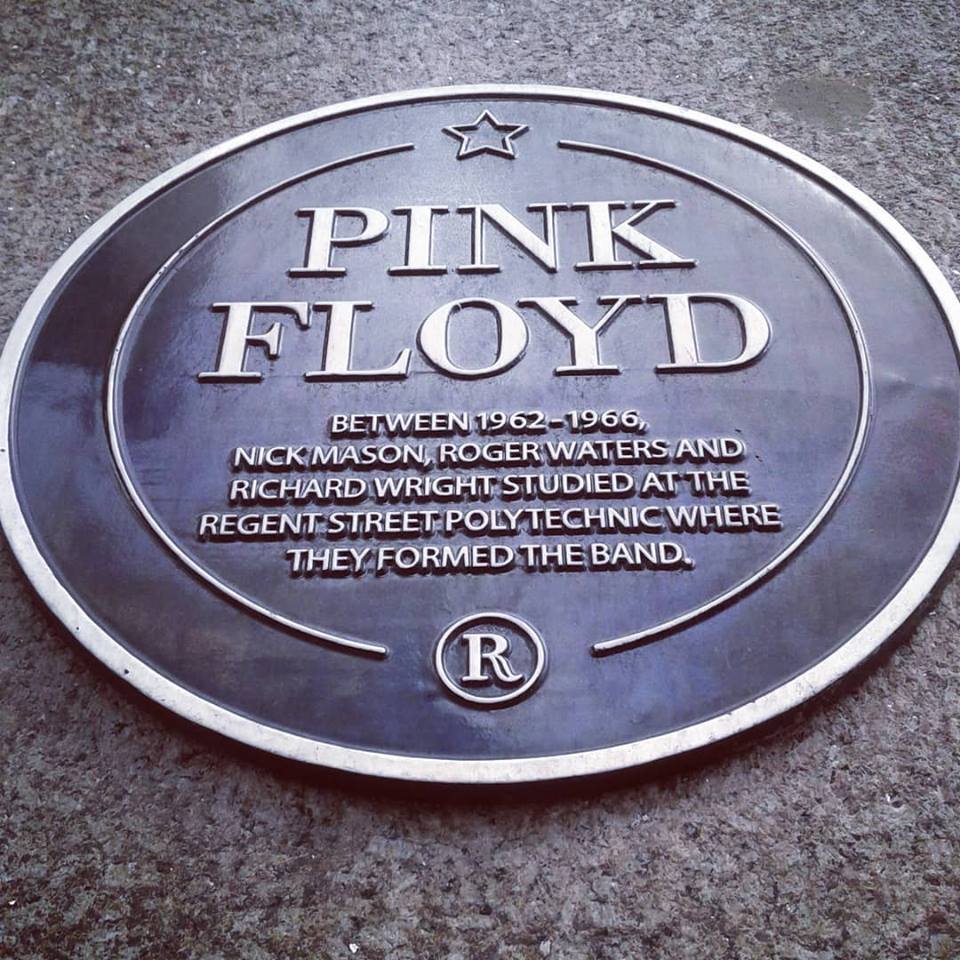 PINK
FLOYD
BETWEEN 1962-1966,
NICK MASON, ROGER WATERS AND
RICHARD WRIGHT STUDIED AT THE
REGENT STREET POLYTECHNIC WHERE
THEY FORMED THE BAND.
R